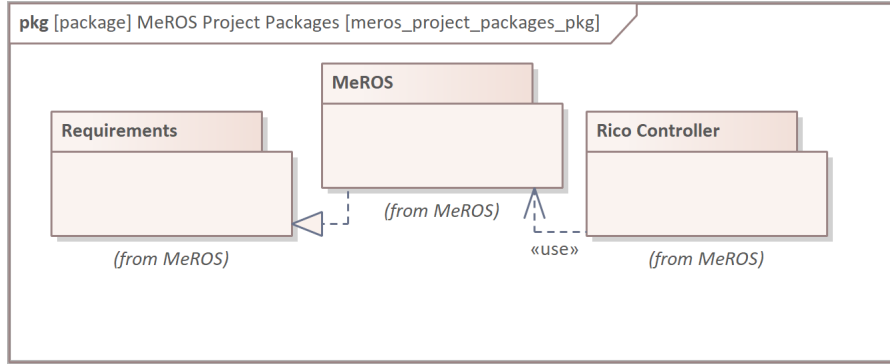 pkg [package] MeROS Project Packages [meros_project_packages_pkg]
MeROS
Requirements
Rico Controller
(from MeROS)
«use»
(from MeROS)
(from MeROS)